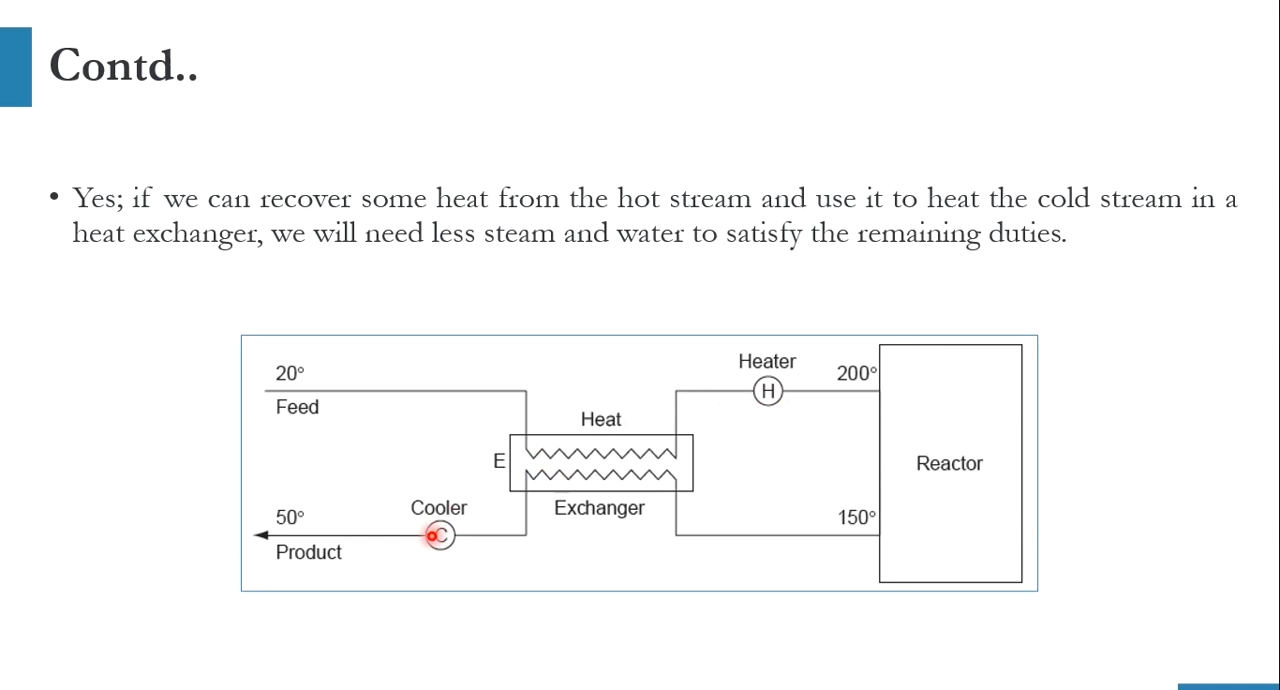 Contd..
• Yes; if we can recover some heat from the hot stream and use it to heat the cold stream in a
heat exchanger, we will need less steam and water to satisfy the remaining duties.
Heater
20°
200°
H
Feed
Heat
E
Reactor
Cooler
Exchanger
50°
150°
C
Product